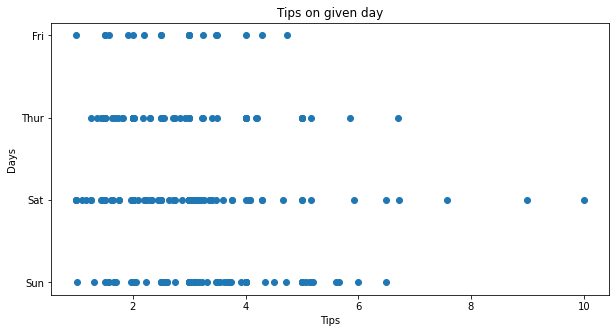 Tips on given day
Fri
Thur
Days
Sat
Sun
2 4 6 8 10
Tips